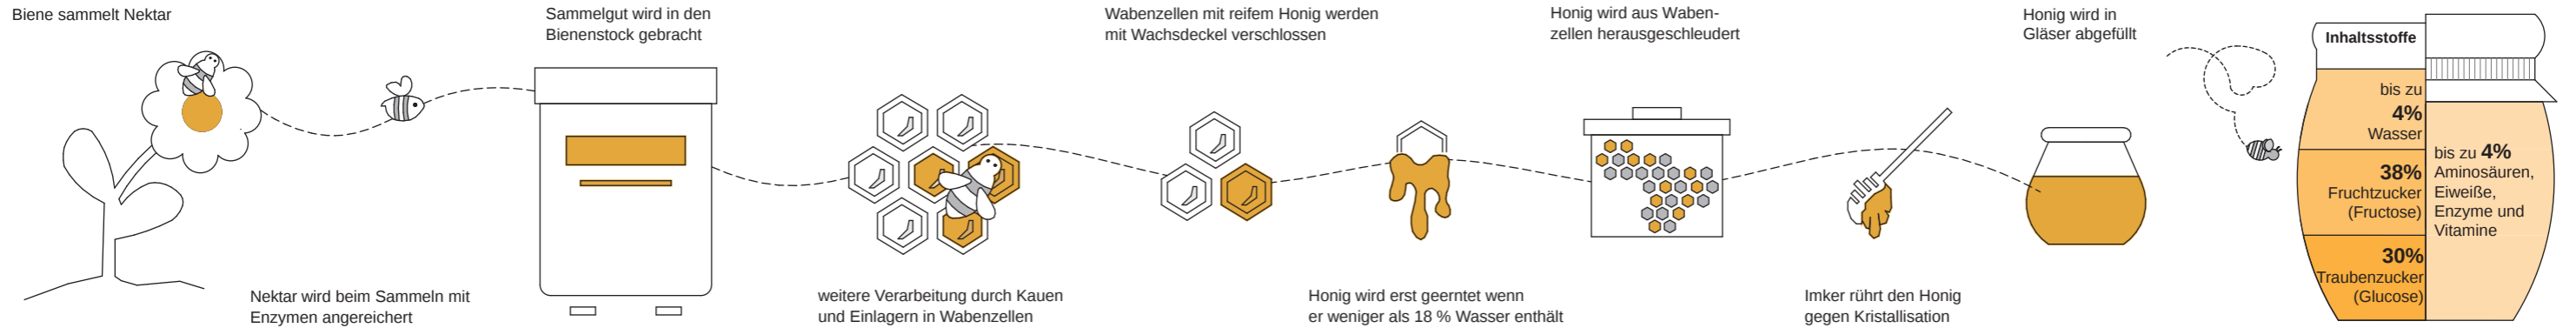 Biene sammelt Nektar
Nektar wird beim Sammeln mit
Enzymen angereichert
Sammelgut wird in den
Bienenstock gebracht
weitere Verarbeitung durch Kauen
und Einlagern in Wabenzellen
Wabenzellen mit reifem Honig werden
mit Wachsdeckel verschlossen
Honig wird erst geerntet wenn
er weniger als 18 % Wasser enthält
Honig wird aus Waben-
zellen herausgeschleudert
Imker rührt den Honig
gegen Kristallisation
Honig wird in
Gläser abgefüllt
Inhaltsstoffe
bis zu
4%
Wasser
38%
Fruchtzucker
(Fructose)
30%
Traubenzucker
(Glucose)
bis zu 4%
Aminosäuren,
Eiweiße,
Enzyme und
Vitamine